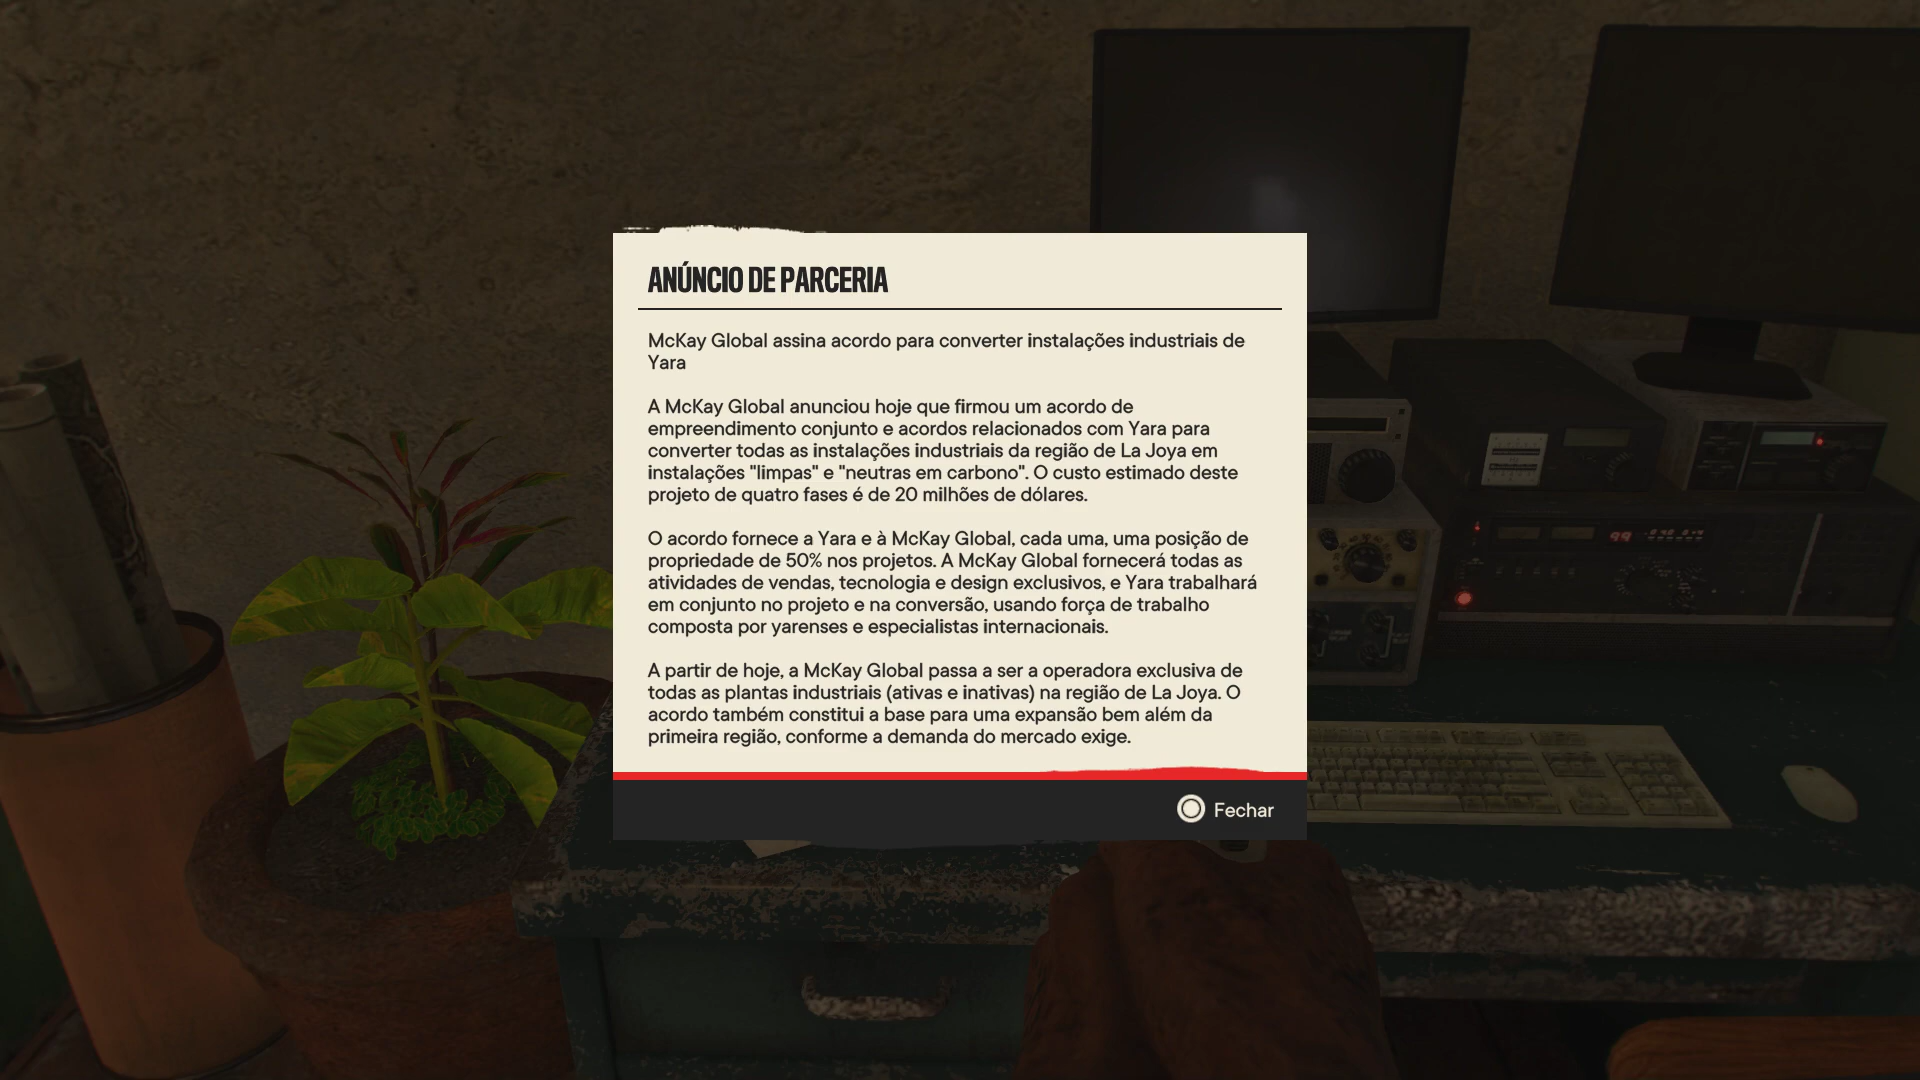 ANÚNCIO DE PARCERIA
McKay Global assina acordo para converter instalações industriais de
Yara
A McKay Global anunciou hoje que firmou um acordo de
empreendimento conjunto e acordos relacionados com Yara para
converter todas as instalações industriais da região de La Joya em
instalações "limpas" e "neutras em carbono". O custo estimado deste
projeto de quatro fases é de 20 milhões de dólares.
O acordo fornece a Yara e à McKay Global, cada uma, uma posição de
propriedade de 50% nos projetos. A McKay Global fornecerá todas as
atividades de vendas, tecnologia e design exclusivos, e Yara trabalhará
em conjunto no projeto e na conversão, usando força de trabalho
composta por yarenses e especialistas internacionais.
A partir de hoje, a McKay Global passa a ser a operadora exclusiva de
todas as plantas industriais (ativas e inativas) na região de La Joya. O
acordo também constitui a base para uma expansão bem além da
primeira região, conforme a demanda do mercado exige.
Fechar